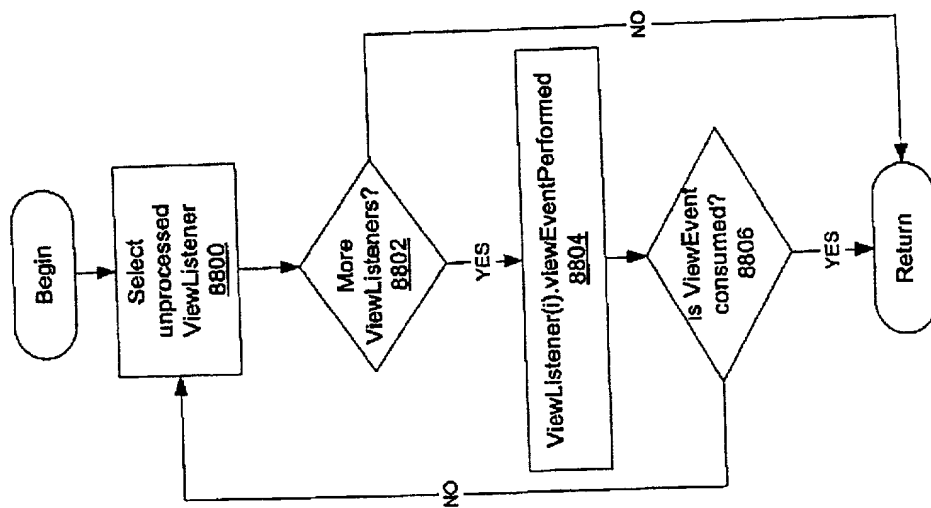 Begin
Select
unprocessed
ViewListener
8800
More
ViewListeners?
8802
NO
YES
ViewListener(i).viewEventPerformed
8804
Is ViewEvent
consumed?
8806
NO
YES
Return